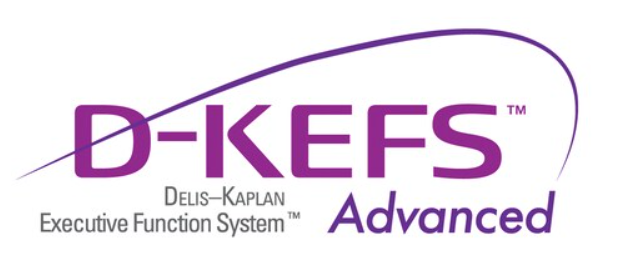 D–KEFS™
Delis–Kaplan
Executive Function System™
Advanced